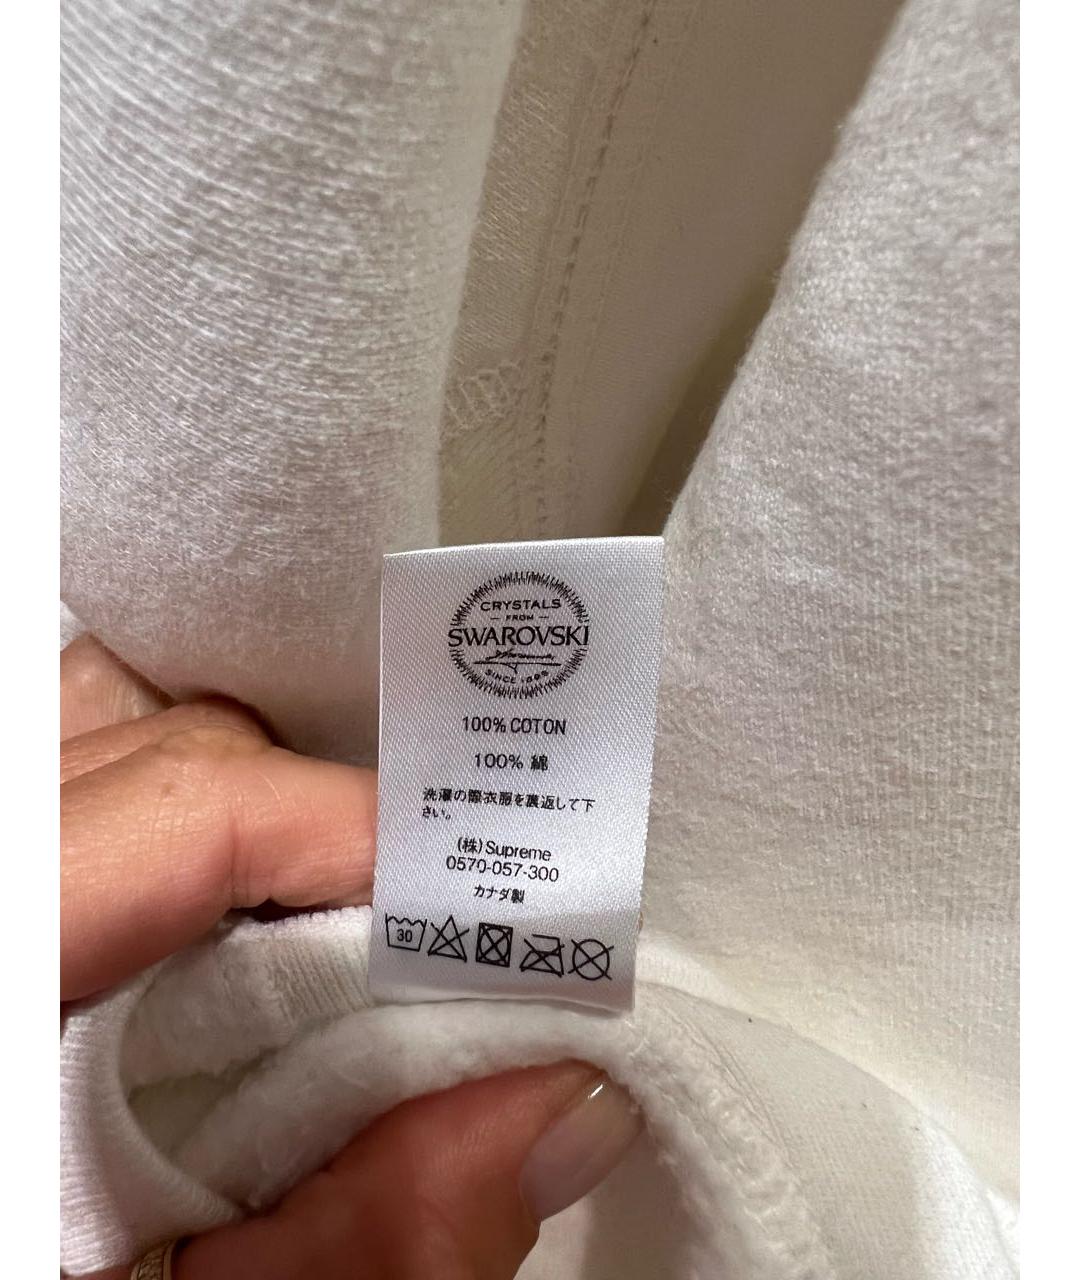 CRYSTALS
FROM
SWAROVSKI
SINCE 1895
100% COTON
100% 綿
洗濯の際衣服を裏返して下
さい。
(株)Supreme
0570-057-300
カナダ製
30